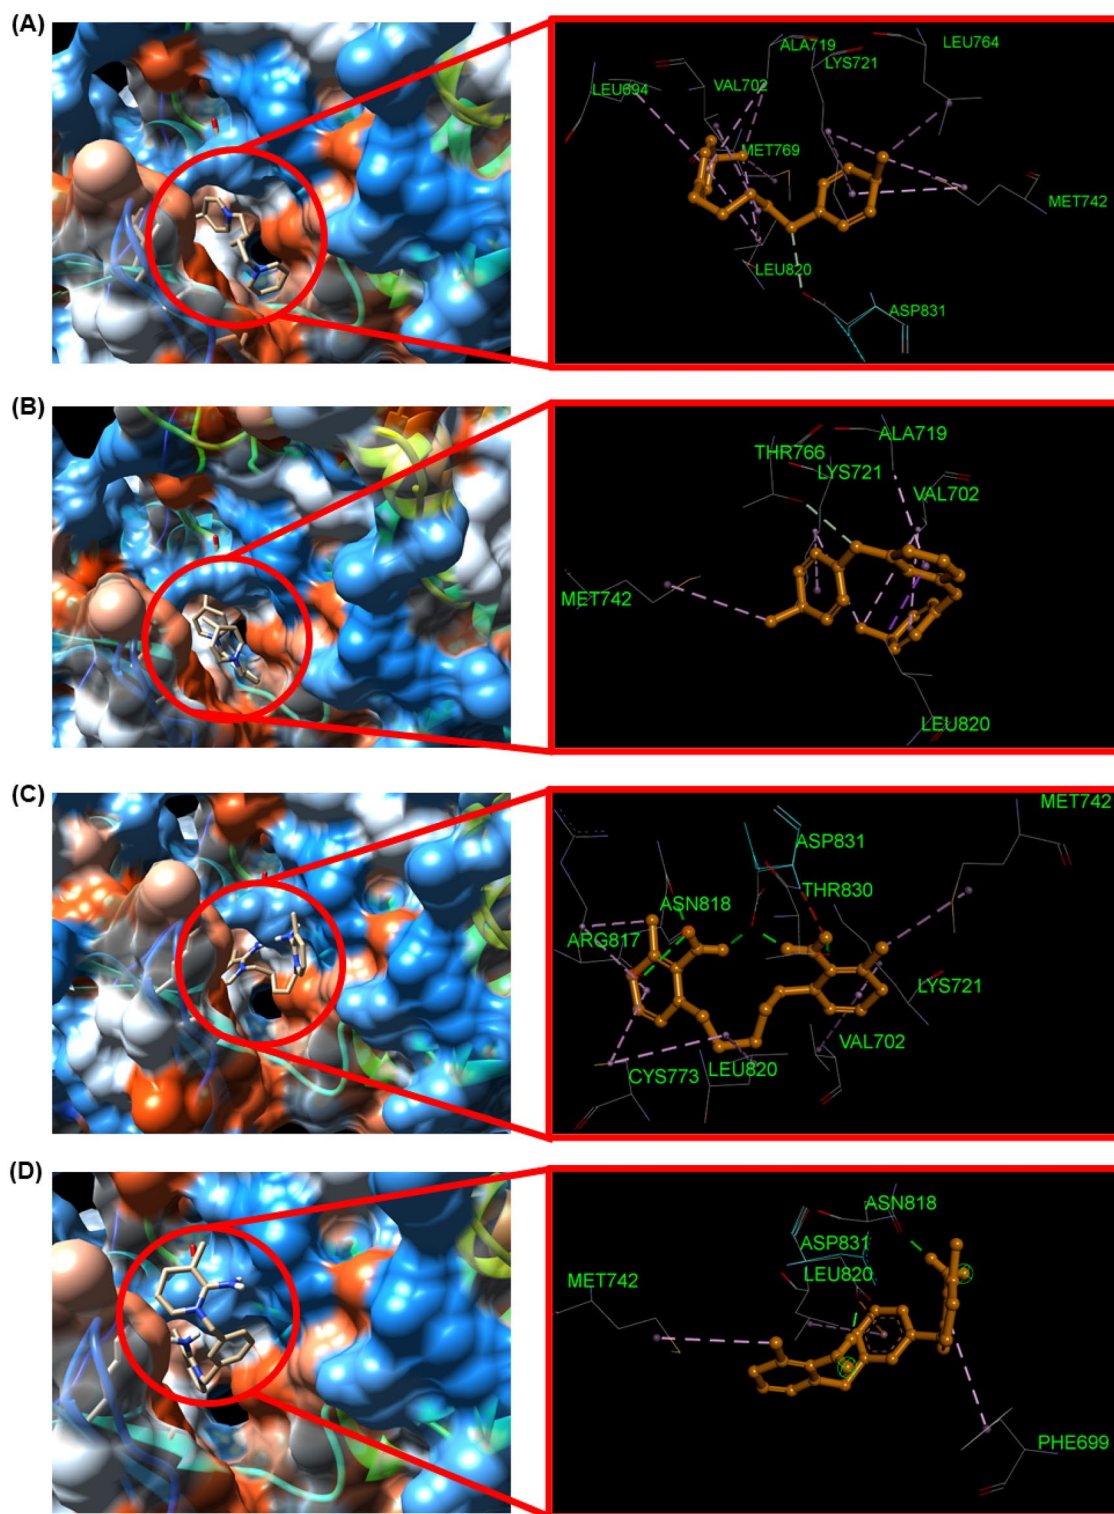 (A)
ALA719
LEU764
LYS721
LEU694
VAL702
MET769
MET742
LEU820
ASP831
(B)
ALA719
THR766
LYS721
VAL702
MET742
LEU820
(C)
MET742
ASP831
THR830
ASN818
ARG817
LYS721
VAL702
LEU820
CYS773
(D)
ASN818
ASP831
LEU820
MET742
PHE699